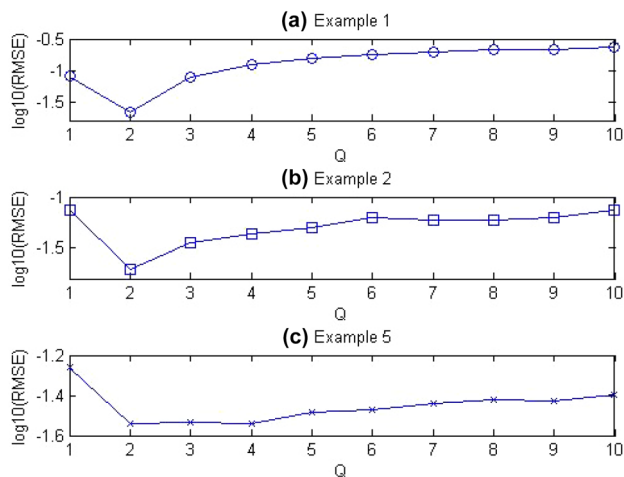 (a) Example 1
log10(RMSE)
-0.5
-1
-1.5
1 2 3 4 5 6 7 8 9 10
Q
(b) Example 2
log10(RMSE)
-1
-1.5
1 2 3 4 5 6 7 8 9 10
Q
(c) Example 5
log10(RMSE)
-1.2
-1.4
-1.6
1 2 3 4 5 6 7 8 9 10
Q